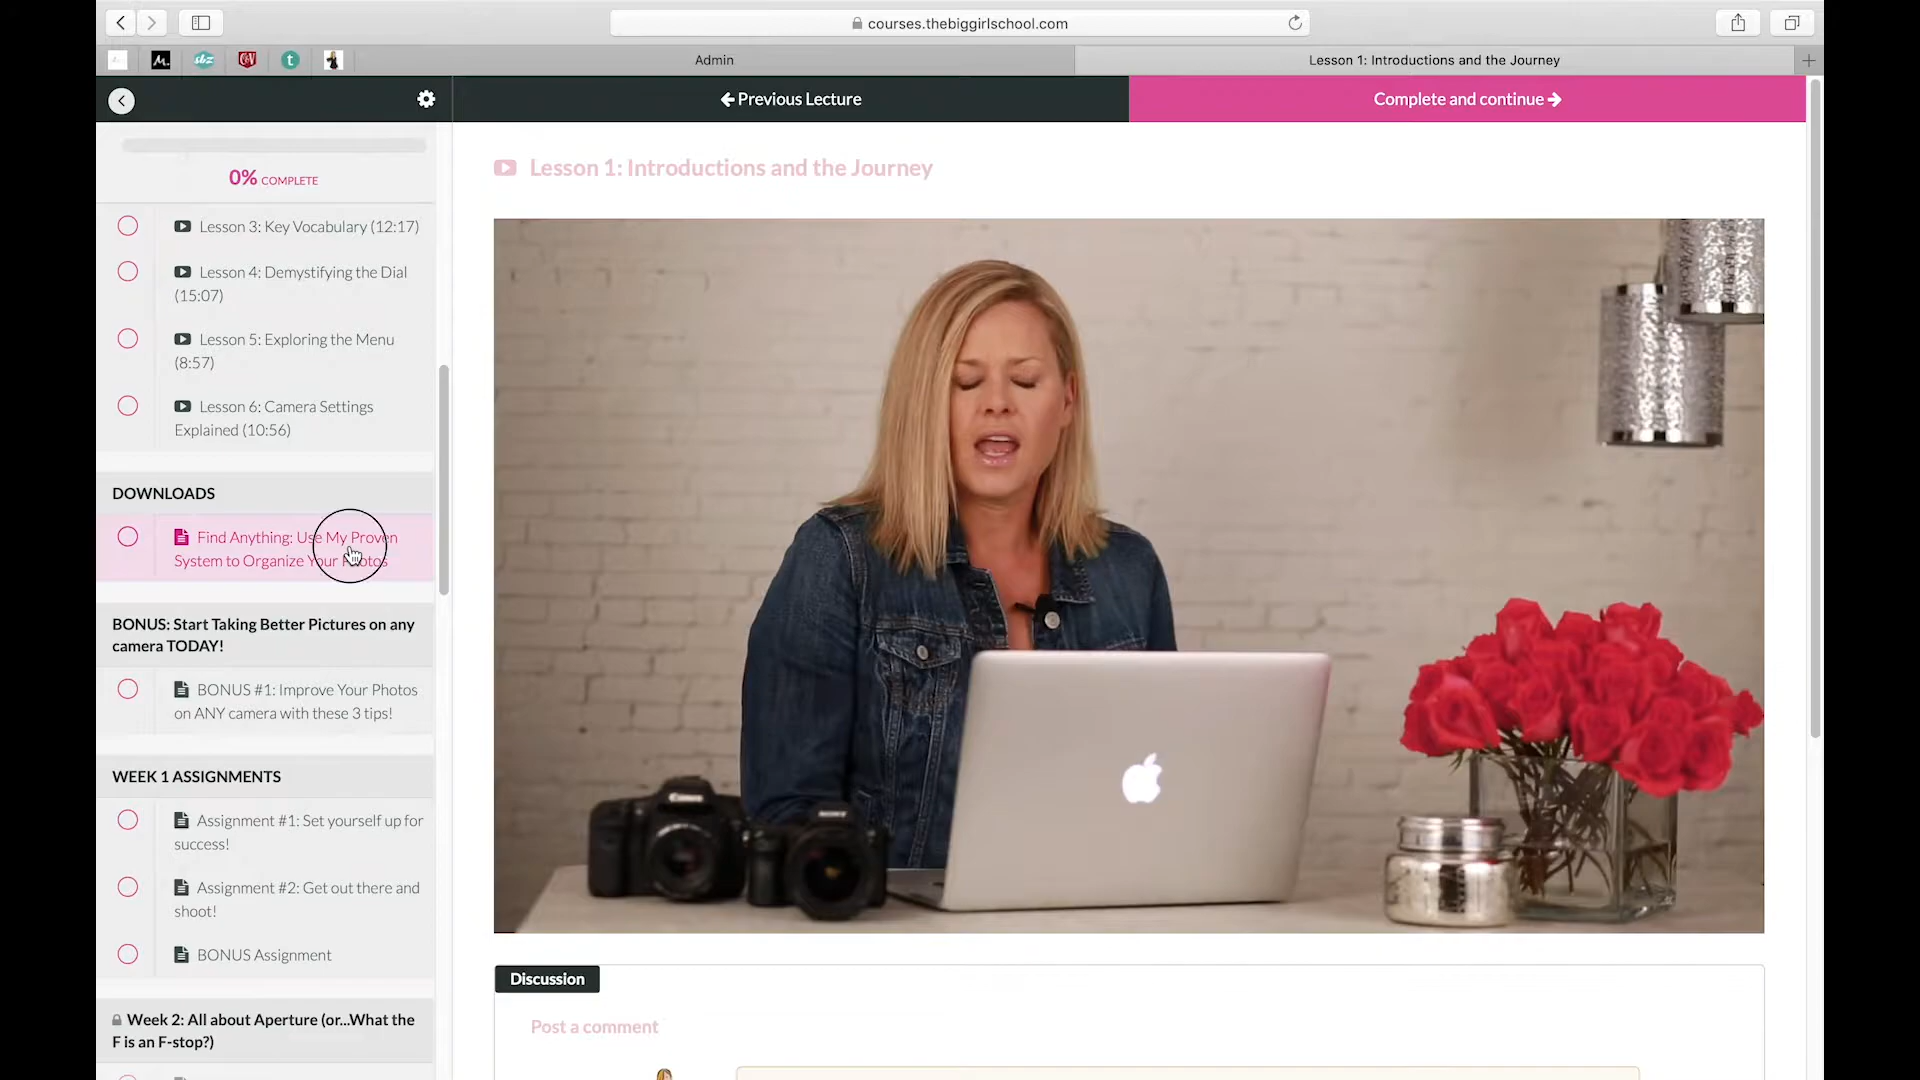 courses.thebiggirlschool.com
M.
sbz
t
Admin
Lesson 1: Introductions and the Journey
Previous Lecture
Complete and continue
0% COMPLETE
Lesson 3: Key Vocabulary (12:17)
Lesson 4: Demystifying the Dial
(15:07)
Lesson 5: Exploring the Menu
(8:57)
Lesson 6: Camera Settings
Explained (10:56)
DOWNLOADS
Find Anything: Use My Proven
System to Organize Your Photos
BONUS: Start Taking Better Pictures on any
camera TODAY!
BONUS #1: Improve Your Photos
on ANY camera with these 3 tips!
WEEK 1 ASSIGNMENTS
Assignment #1: Set yourself up for
success!
Assignment #2: Get out there and
shoot!
BONUS Assignment
Week 2: All about Aperture (or...What the
F is an F-stop?)
Lesson 1: Introductions and the Journey
Canon
SONY
Discussion
Post a comment